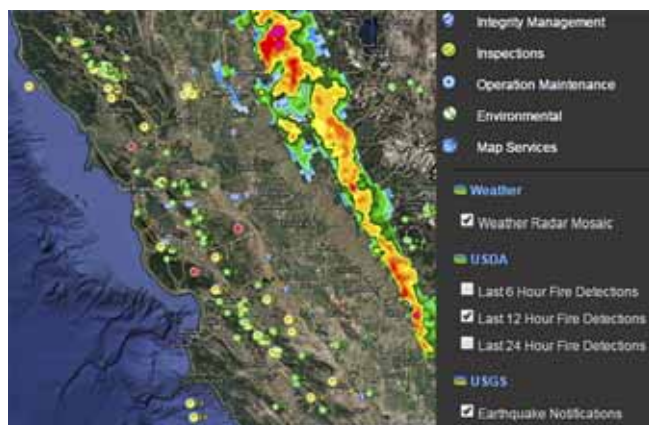 Integrity Management
Inspections
Operation Maintenance
Environmental
Map Services
Weather
Weather Radar Mosaic
USDA
Last 6 Hour Fire Detections
Last 12 Hour Fire Detections
Last 24 Hour Fire Detections
USGS
Earthquake Notifications